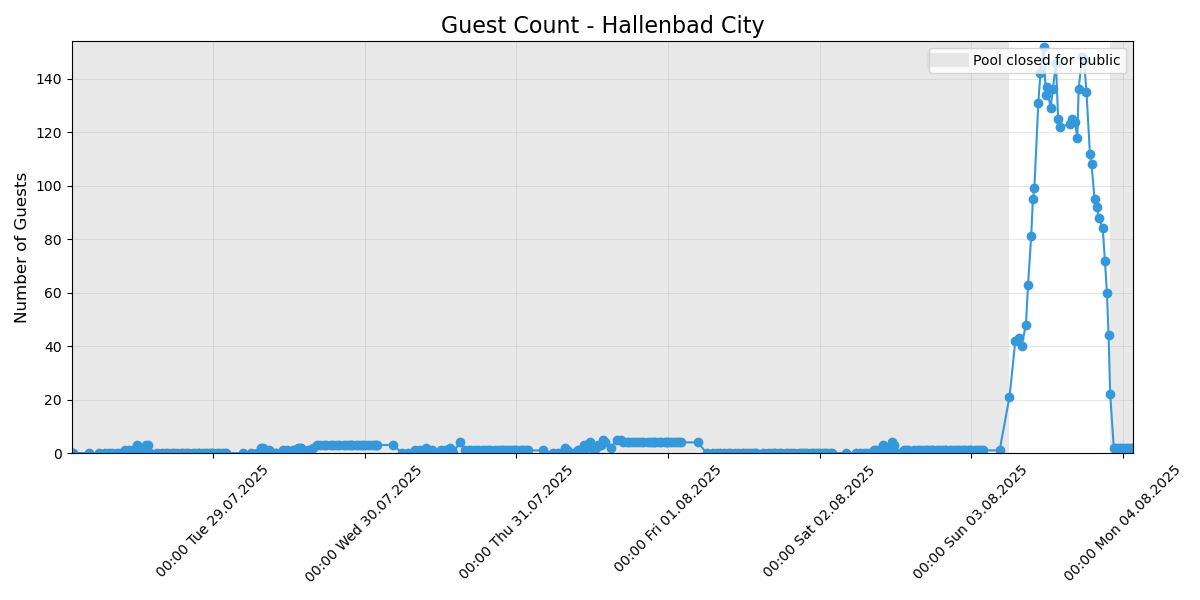 Guest Count - Hallenbad City
Pool closed for public
Number of Guests
140
120
100
80
60
40
20
0
00:00 Tue 29.07.2025
00:00 Wed 30.07.2025
00:00 Thu 31.07.2025
00:00 Fri 01.08.2025
00:00 Sat 02.08.2025
00:00 Sun 03.08.2025
00:00 Mon 04.08.2025